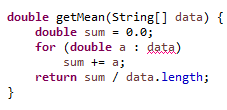 double getMean(String[] data) {
    double sum = 0.0;
    for (double a : data)
        sum += a;
    return sum / data.length;
}